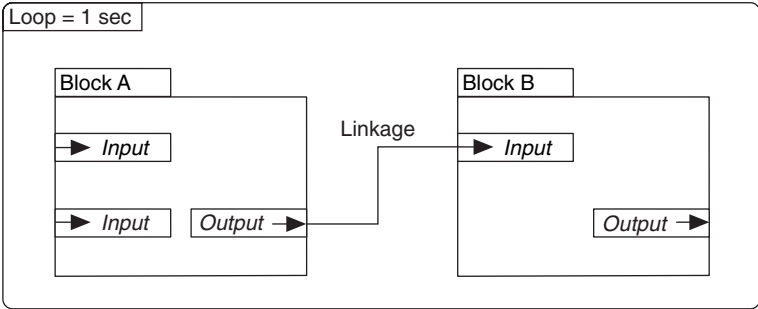 Loop = 1 sec
Block A
Block B
Linkage
Input
Input
Input
Output
Output